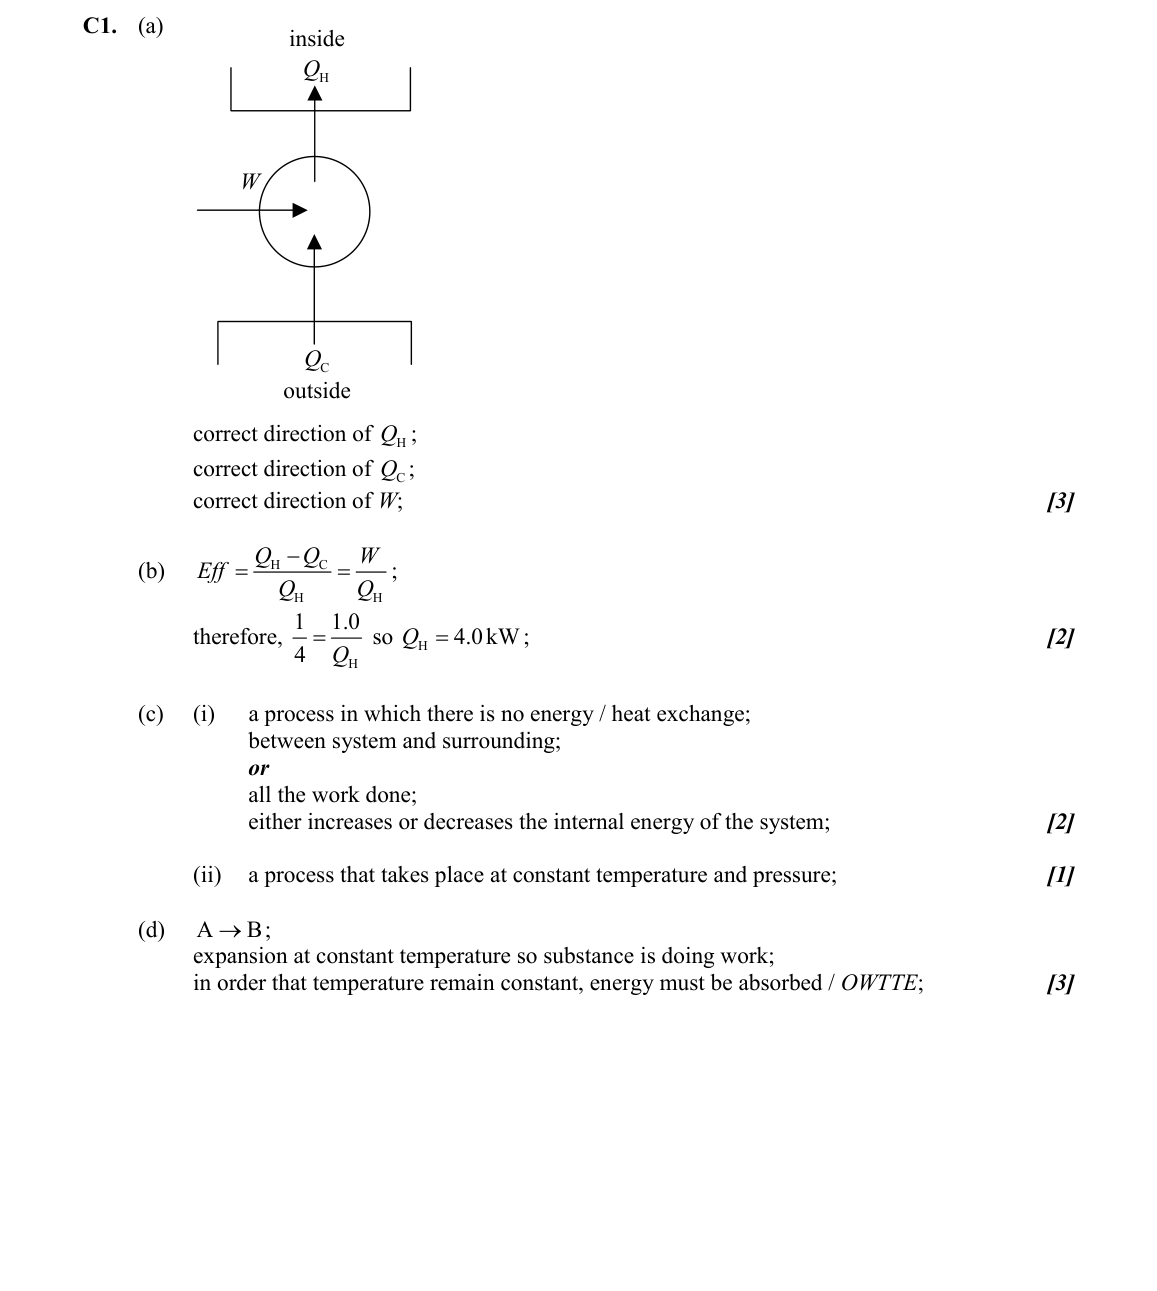 C1. (a)
inside
Q_H
W
Q_C
outside
correct direction of Q_H;
correct direction of Q_C;
correct direction of W; [3]
(b) Eff = (Q_H − Q_C)/Q_H = W/Q_H;
therefore, 1/4 = 1.0/Q_H so Q_H = 4.0 kW; [2]
(c) (i) a process in which there is no energy / heat exchange;
between system and surrounding;
or
all the work done;
either increases or decreases the internal energy of the system; [2]
(ii) a process that takes place at constant temperature and pressure; [1]
(d) A → B;
expansion at constant temperature so substance is doing work;
in order that temperature remain constant, energy must be absorbed / OWTTE; [3]